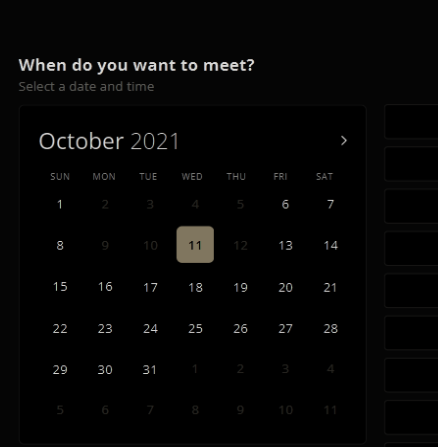 When do you want to meet?
Select a date and time
October 2021
SUN MON TUE WED THU FRI SAT
1 2 3 4 5 6 7
8 9 10 11 12 13 14
15 16 17 18 19 20 21
22 23 24 25 26 27 28
29 30 31 1 2 3 4
5 6 7 8 9 10 11